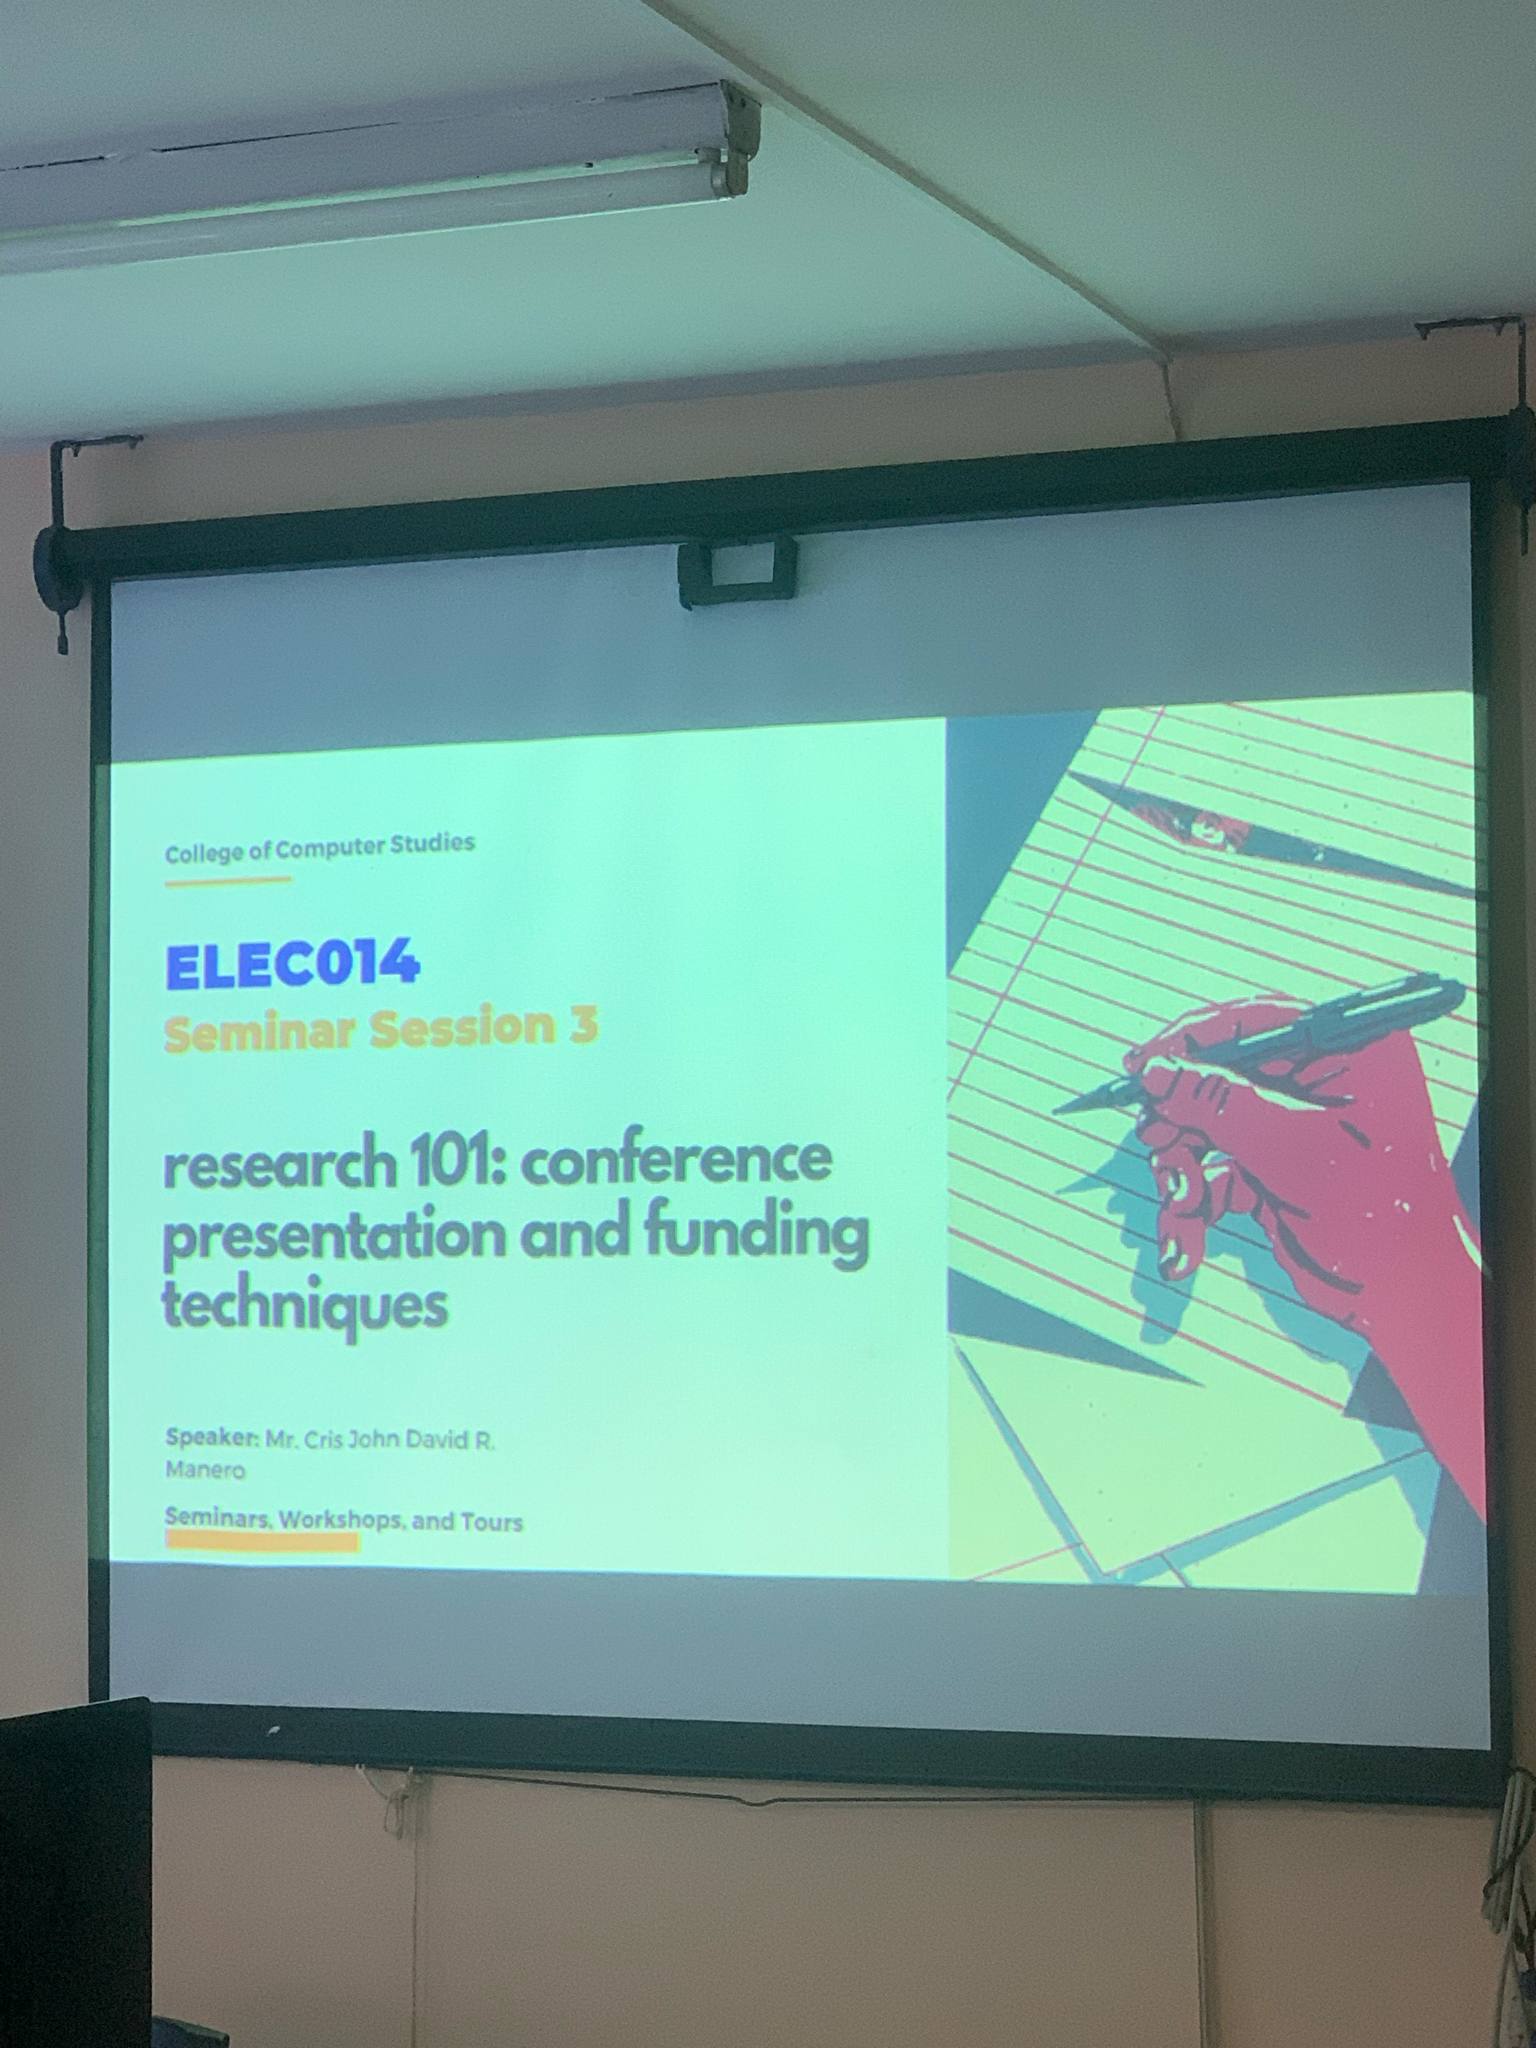 College of Computer Studies
ELEC014
Seminar Session 3
research 101: conference
presentation and funding
techniques
Speaker: Mr. Cris John David R.
Manero
Seminars, Workshops, and Tours